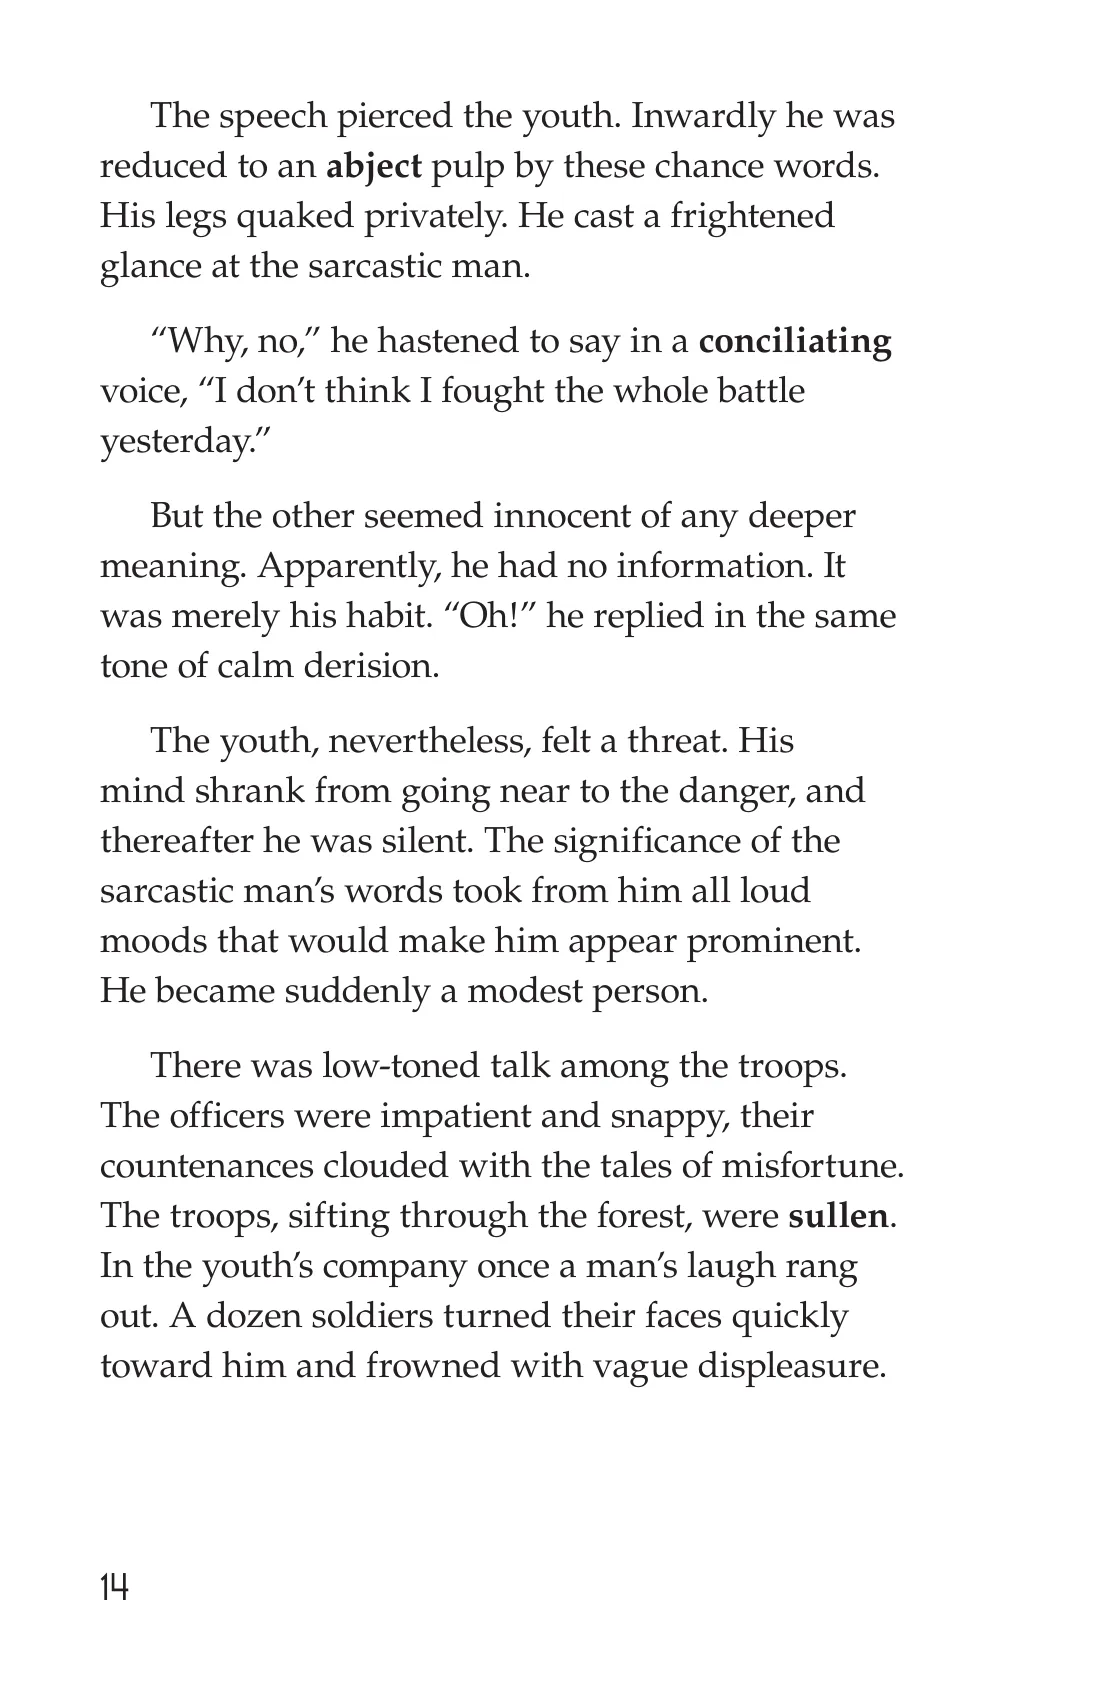 The speech pierced the youth. Inwardly he was
reduced to an abject pulp by these chance words.
His legs quaked privately. He cast a frightened
glance at the sarcastic man.
“Why, no,” he hastened to say in a conciliating
voice, “I don’t think I fought the whole battle
yesterday.”
But the other seemed innocent of any deeper
meaning. Apparently, he had no information. It
was merely his habit. “Oh!” he replied in the same
tone of calm derision.
The youth, nevertheless, felt a threat. His
mind shrank from going near to the danger, and
thereafter he was silent. The significance of the
sarcastic man’s words took from him all loud
moods that would make him appear prominent.
He became suddenly a modest person.
There was low-toned talk among the troops.
The officers were impatient and snappy, their
countenances clouded with the tales of misfortune.
The troops, sifting through the forest, were sullen.
In the youth’s company once a man’s laugh rang
out. A dozen soldiers turned their faces quickly
toward him and frowned with vague displeasure.
14